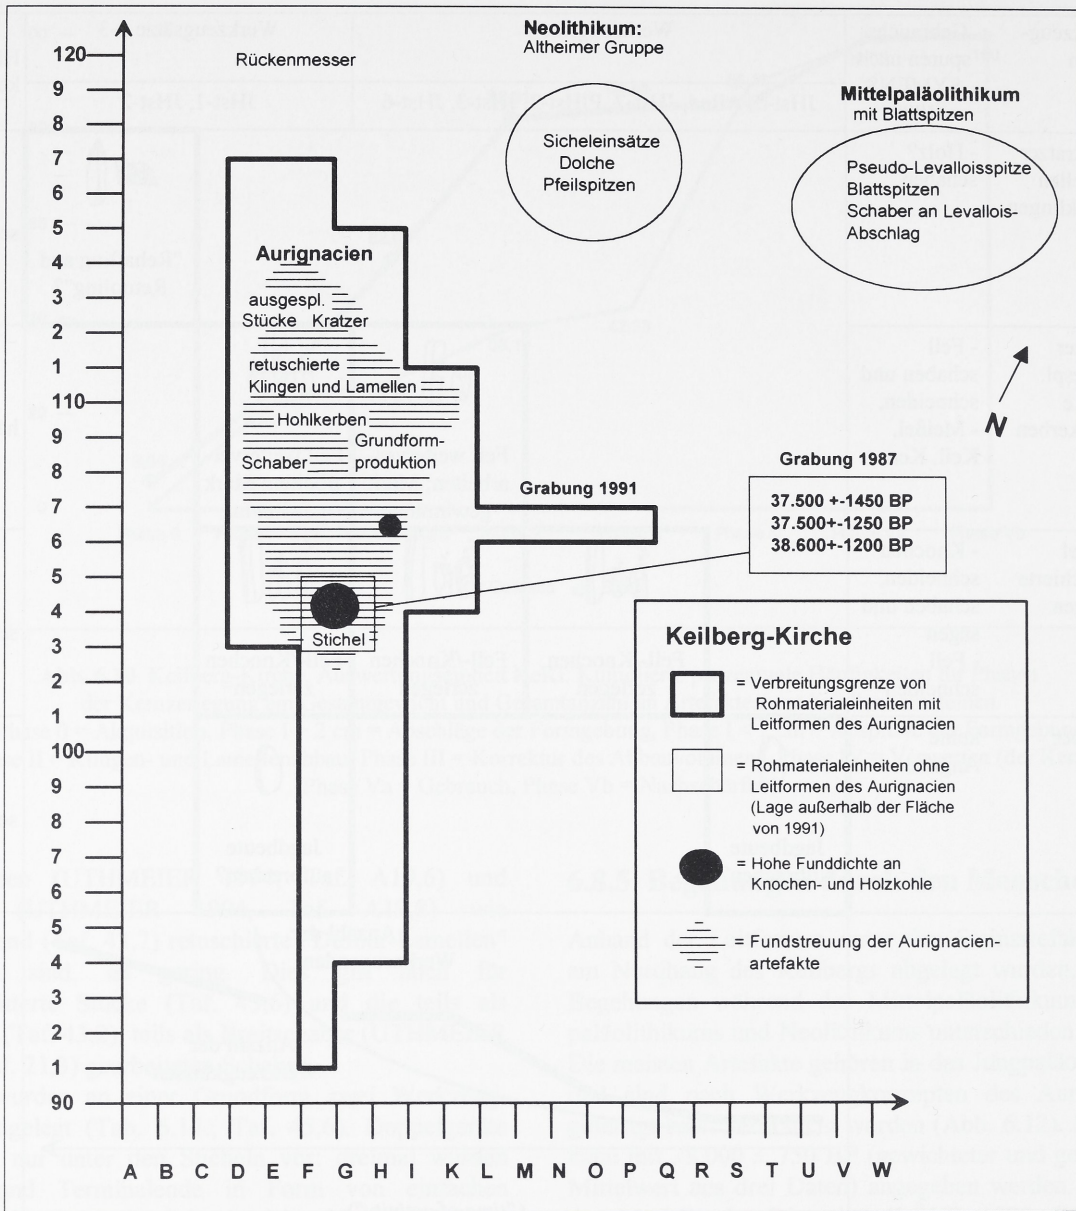 Neolithikum:
Altheimer Gruppe
Rückenmesser
Mittelpaläolithikum
mit Blattspitzen
Sicheleinsätze
Dolche
Pfeilspitzen
Pseudo-Levalloisspitze
Blattspitzen
Schaber an Levallois-
Abschlag
120
9
8
7
6
5
4
3
2
1
110
9
8
7
6
5
4
3
2
1
100
9
8
7
6
5
4
3
2
1
90
Aurignacien
ausgespl.
Stücke Kratzer
retuschierte
Klingen und Lamellen
Hohlkerben
Grundform-
produktion
Schaber
Stichel
N
Grabung 1991
Grabung 1987
37.500 +-1450 BP
37.500+-1250 BP
38.600+-1200 BP
Keilberg-Kirche
= Verbreitungsgrenze von
Rohmaterialeinheiten mit
Leitformen des Aurignacien
= Rohmaterialeinheiten ohne
Leitformen des Aurignacien
(Lage außerhalb der Fläche
von 1991)
= Hohe Funddichte an
Knochen- und Holzkohle
= Fundstreuung der Aurignacien-
artefakte
A B C D E F G H I K L M N O P Q R S T U V W